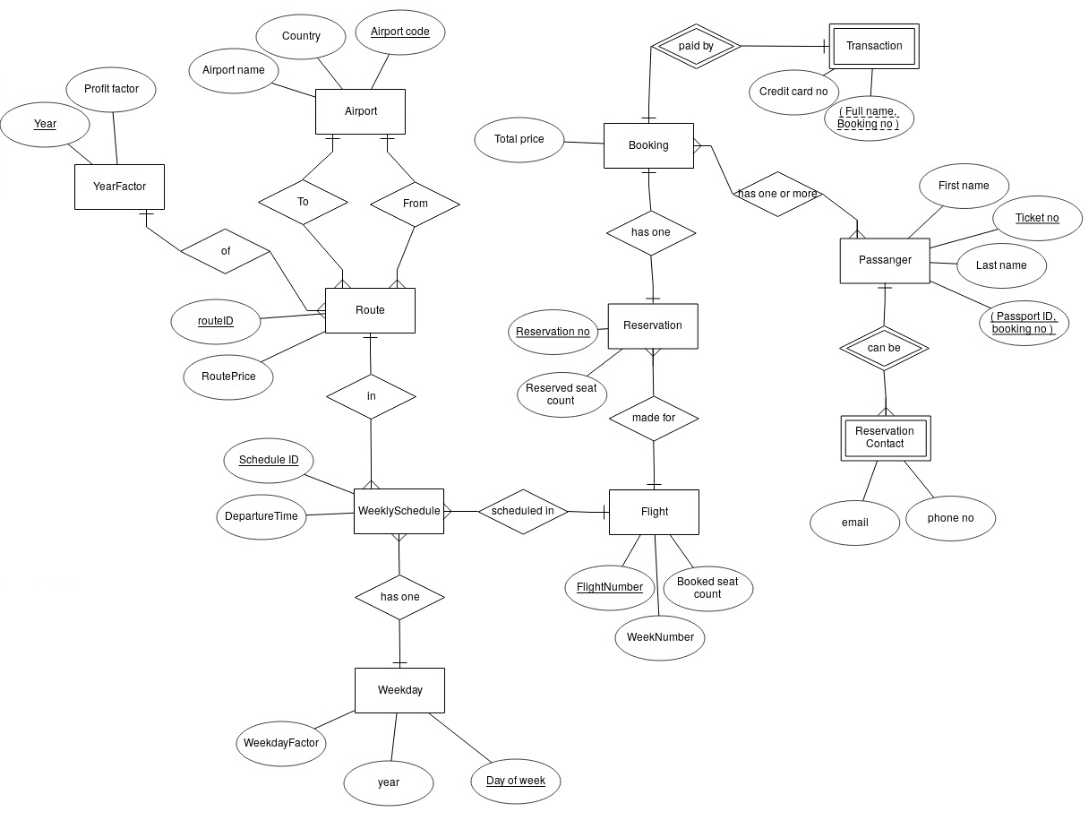 Country
Airport code
Airport name
Profit factor
Year
Airport
YearFactor
To
From
of
Route
routeID
RoutePrice
in
Schedule ID
DepartureTime
WeeklySchedule
scheduled in
Flight
FlightNumber
Booked seat
count
WeekNumber
has one
Weekday
WeekdayFactor
year
Day of week
paid by
Transaction
Credit card no
( Full name,
Booking no )
Total price
Booking
has one or more
has one
First name
Ticket no
Passanger
Last name
( Passport ID,
booking no )
Reservation
Reservation no
Reserved seat
count
made for
can be
Reservation
Contact
email
phone no